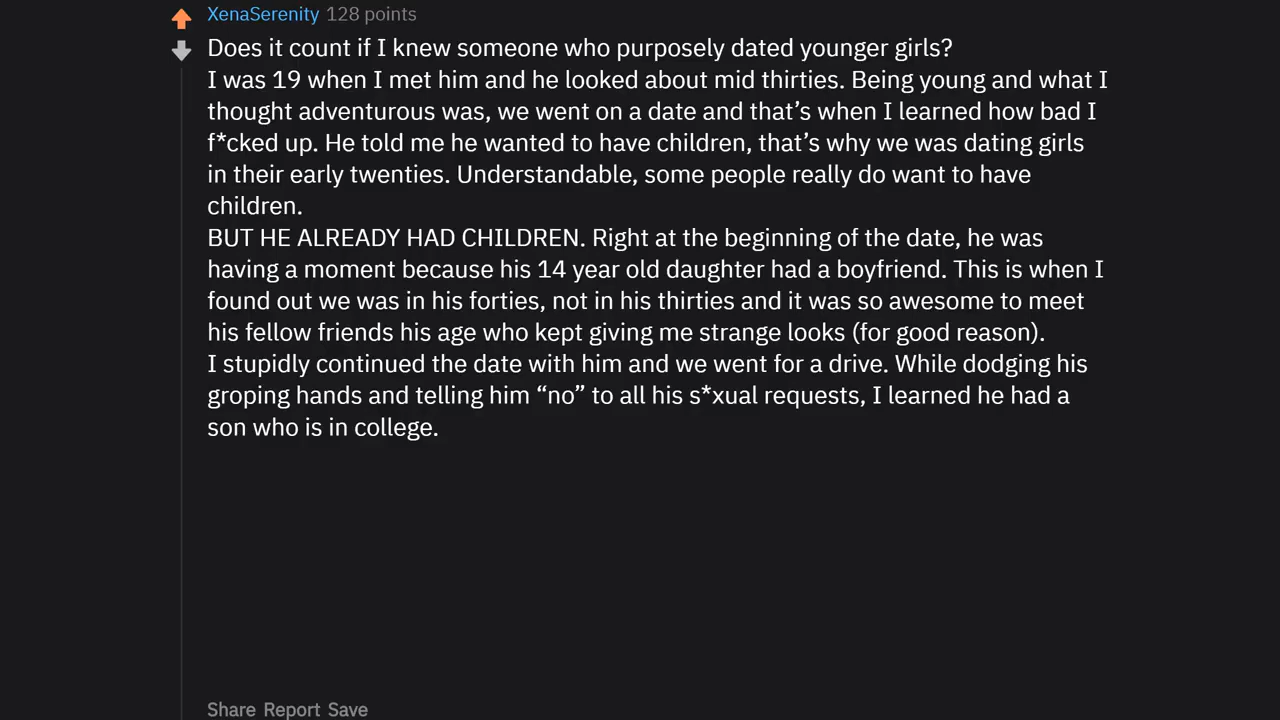 XenaSerenity 128 points
Does it count if I knew someone who purposely dated younger girls?
I was 19 when I met him and he looked about mid thirties. Being young and what I
thought adventurous was, we went on a date and that’s when I learned how bad I
f*cked up. He told me he wanted to have children, that’s why we was dating girls
in their early twenties. Understandable, some people really do want to have
children.
BUT HE ALREADY HAD CHILDREN. Right at the beginning of the date, he was
having a moment because his 14 year old daughter had a boyfriend. This is when I
found out we was in his forties, not in his thirties and it was so awesome to meet
his fellow friends his age who kept giving me strange looks (for good reason).
I stupidly continued the date with him and we went for a drive. While dodging his
groping hands and telling him “no” to all his s*xual requests, I learned he had a
son who is in college.
Share Report Save